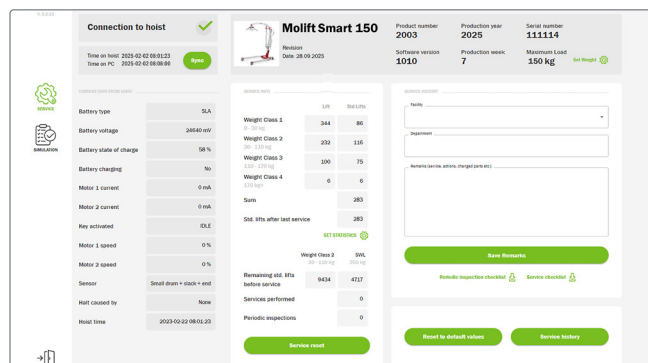 Connection to hoist
Time on hoist 2025-02-02 08:01:23
Time on PC 2025-02-02 08:08:00
Sync
Molift Smart 150
Revision
Date: 28.09.2025
Product number
2003
Production year
2025
Serial number
111114
Software version
1010
Production week
7
Maximum Load
150 kg
Set Weight
SERVICE
SIMULATION
Battery type SLA
Battery voltage 24640 mV
Battery state of charge 58 %
Battery charging No
Motor 1 current 0 mA
Motor 2 current 0 mA
Key activated IDLE
Motor 1 speed 0 %
Motor 2 speed 0 %
Sensor Small drum + slack + end
Halt caused by None
Hoist time 2023-02-22 08:01:23
SERVICE INFO
Lift Std Lifts
Weight Class 1 344 86
0 - 30 kg
Weight Class 2 232 116
30 - 110 kg
Weight Class 3 100 75
110 - 170 kg
Weight Class 4 6 6
170 kg+
Sum 283
Std. lifts after last service 283
SET STATISTICS
Weight Class 2 SWL
30 - 110 kg
Remaining std. lifts before service 9434 4717
Services performed 0
Periodic inspections 0
Service reset
SERVICE HISTORY
Facility
Department
Remarks (service, actions, changed parts etc)
Save Remarks
Periodic inspection checklist
Service checklist
Reset to default values
Service history